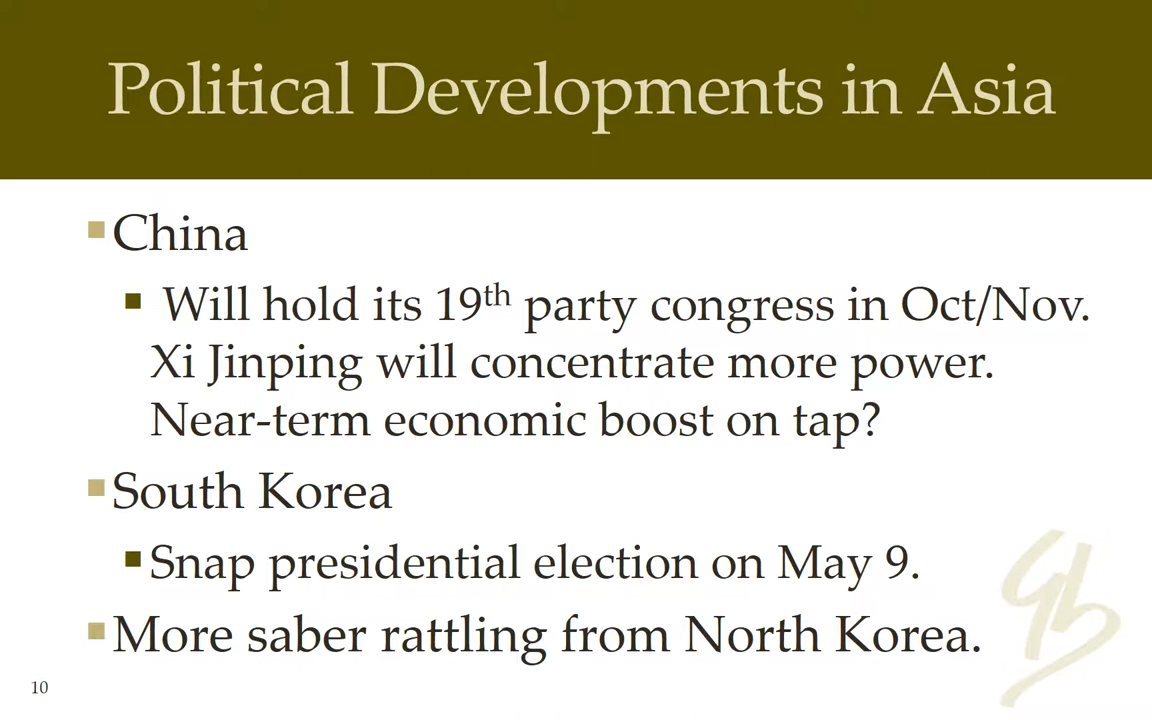 Political Developments in Asia
China
Will hold its 19th party congress in Oct/Nov.
Xi Jinping will concentrate more power.
Near-term economic boost on tap?
South Korea
Snap presidential election on May 9.
More saber rattling from North Korea.
10